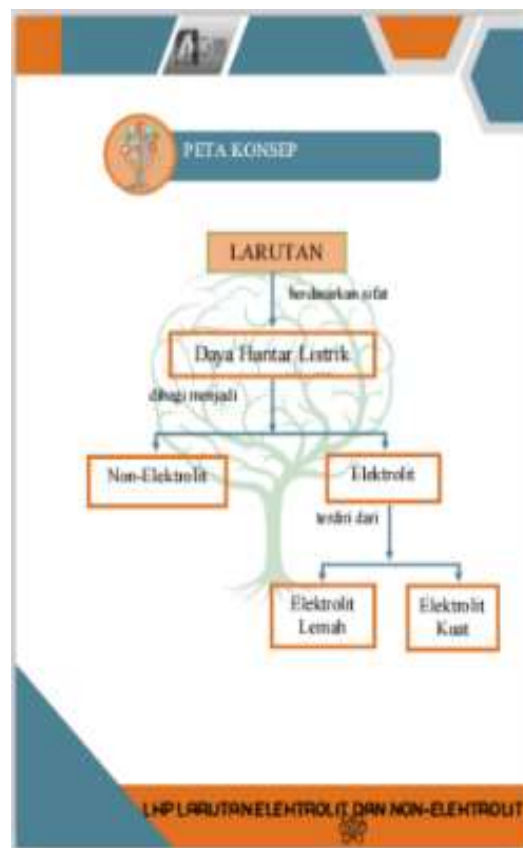 PETA KONSEP
LARUTAN
berdasarkan sifat
Daya Hantar Listrik
dibagi menjadi
Non-Elektrolit
Elektrolit
terdiri dari
Elektrolit
Lemah
Elektrolit
Kuat
LKP LARUTAN ELEKTROLIT DAN NON-ELEKTROLIT